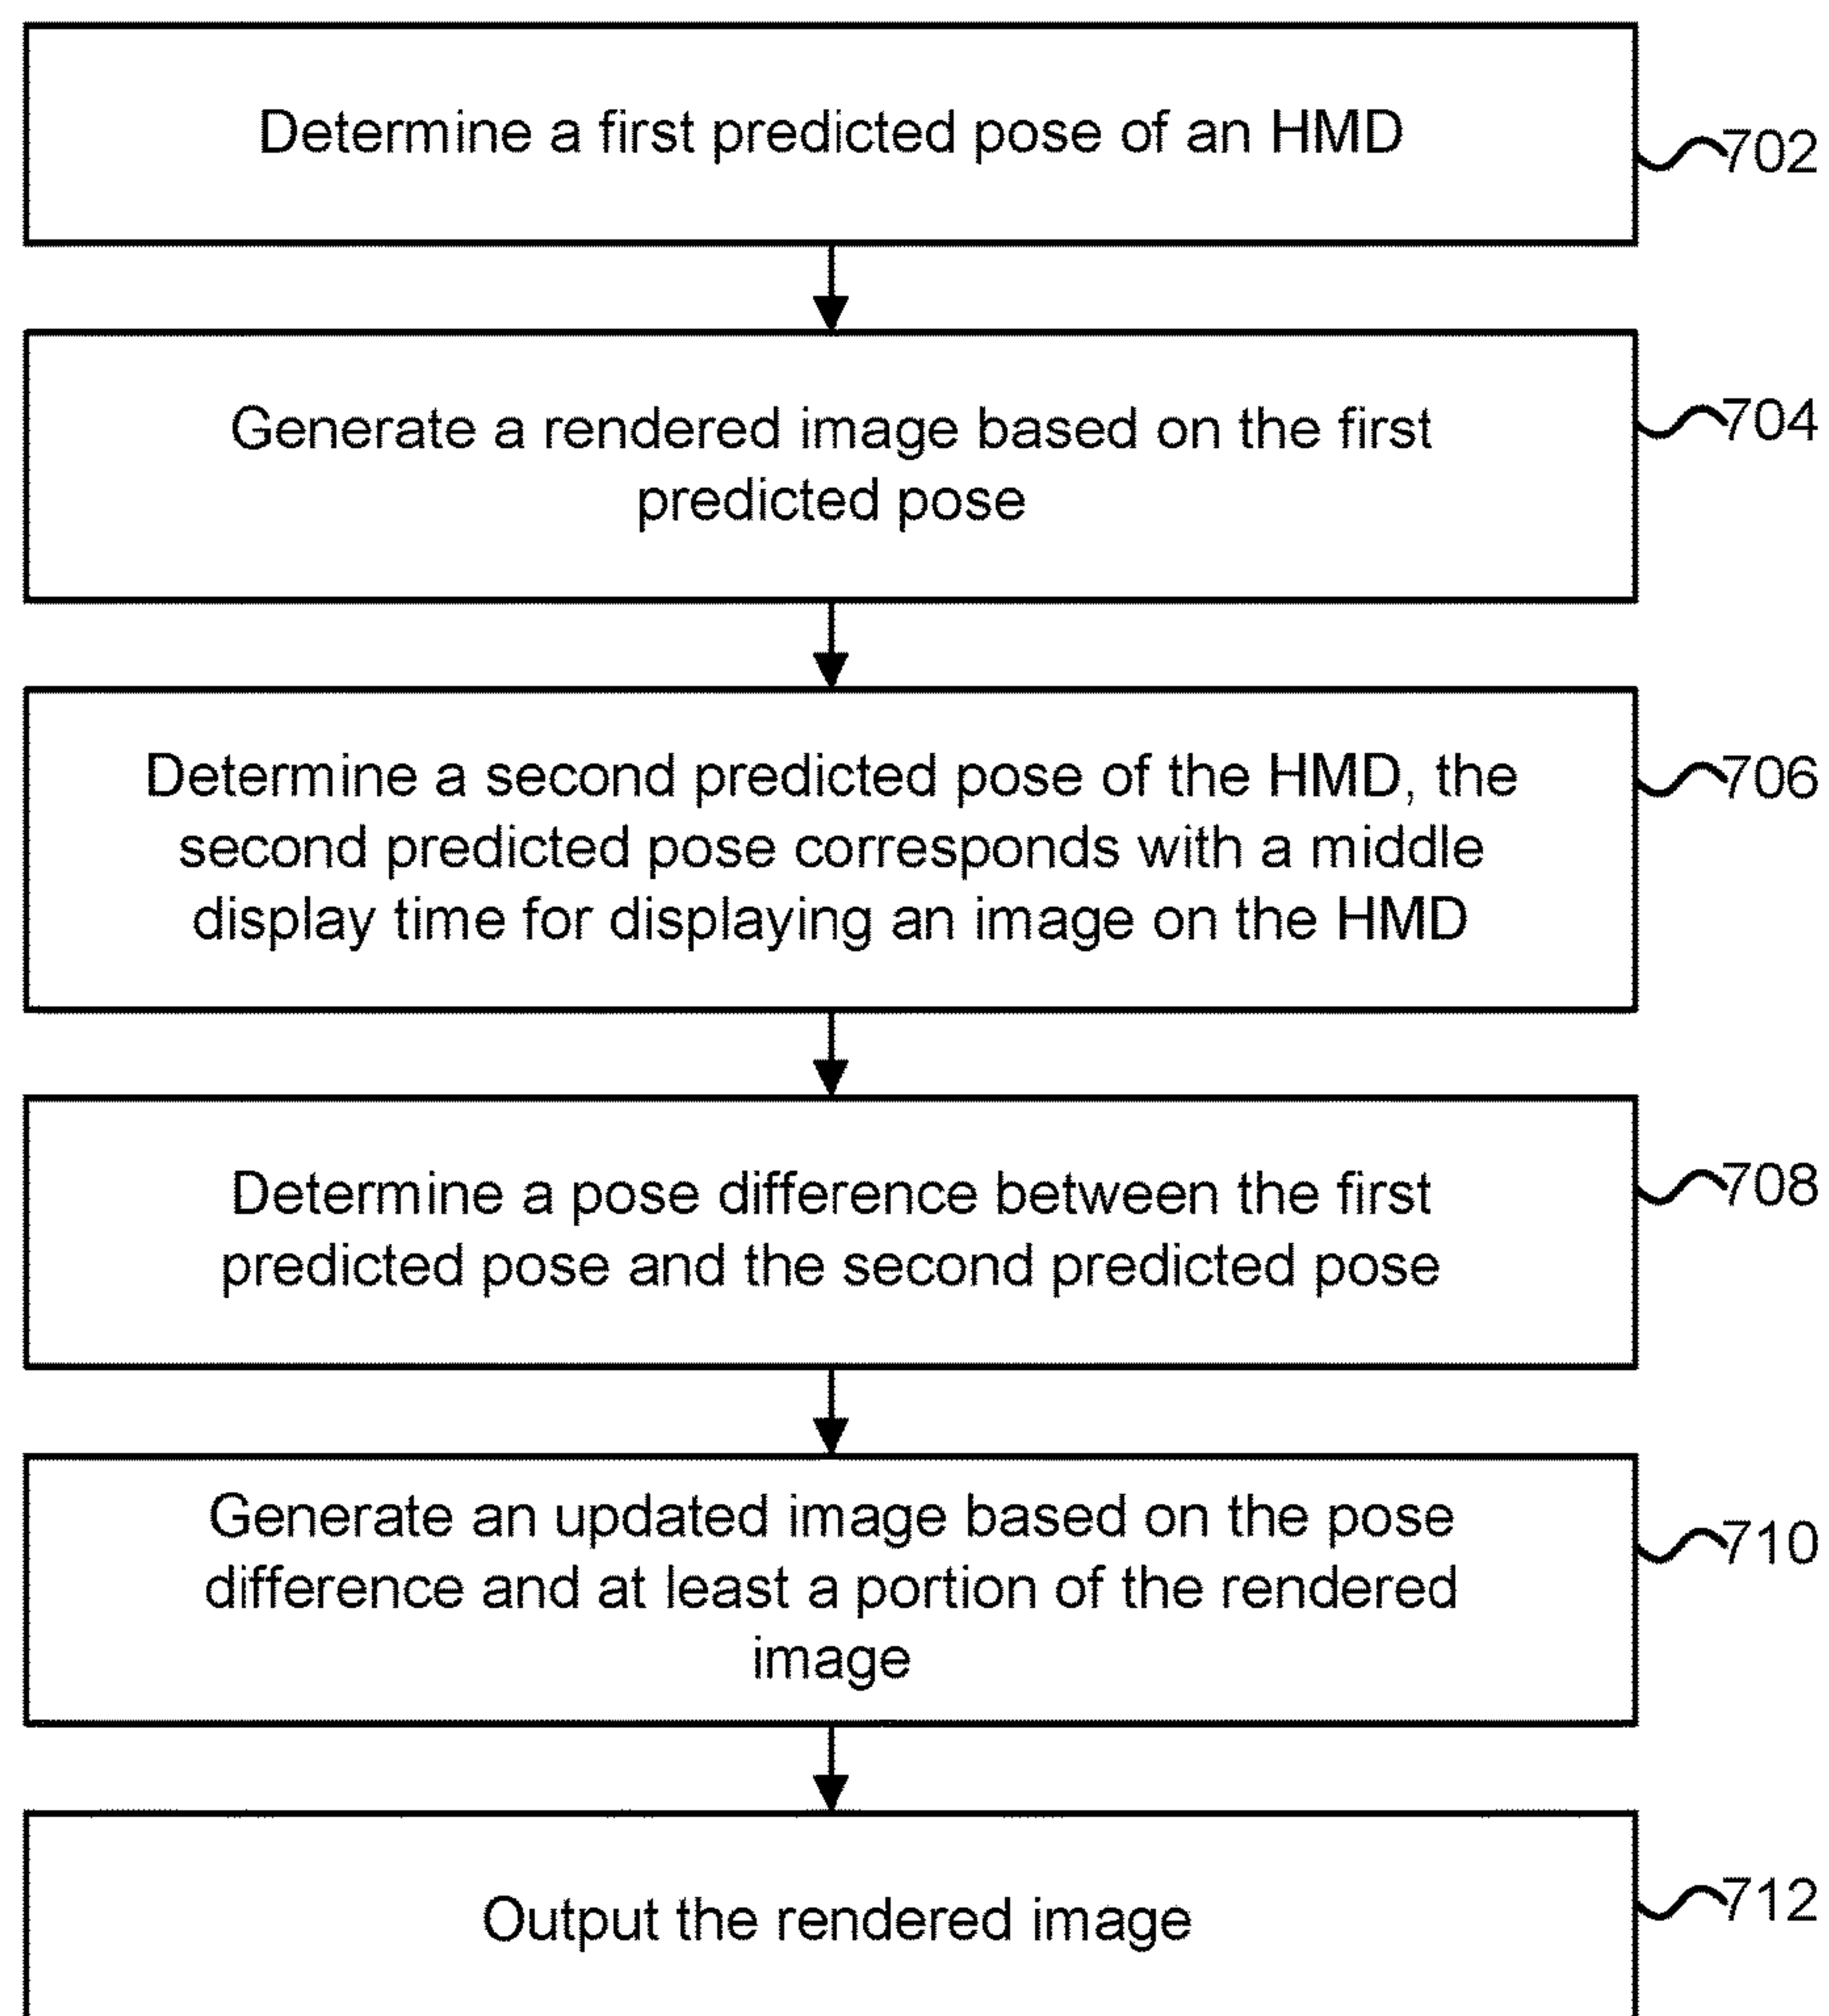 Determine a first predicted pose of an HMD
702
Generate a rendered image based on the first
predicted pose
704
Determine a second predicted pose of the HMD, the
second predicted pose corresponds with a middle
display time for displaying an image on the HMD
706
Determine a pose difference between the first
predicted pose and the second predicted pose
708
Generate an updated image based on the pose
difference and at least a portion of the rendered
image
710
Output the rendered image
712